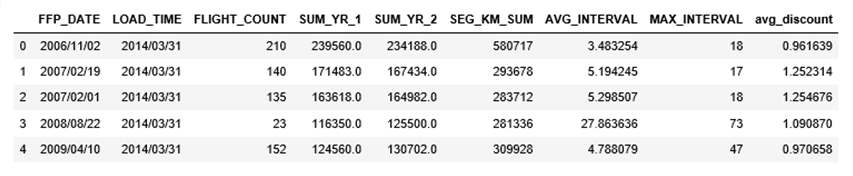 FFP_DATE LOAD_TIME FLIGHT_COUNT SUM_YR_1 SUM_YR_2 SEG_KM_SUM AVG_INTERVAL MAX_INTERVAL avg_discount
0 2006/11/02 2014/03/31 210 239560.0 234188.0 580717 3.483254 18 0.961639
1 2007/02/19 2014/03/31 140 171483.0 167434.0 293678 5.194245 17 1.252314
2 2007/02/01 2014/03/31 135 163618.0 164982.0 283712 5.298507 18 1.254676
3 2008/08/22 2014/03/31 23 116350.0 125500.0 281336 27.863636 73 1.090870
4 2009/04/10 2014/03/31 152 124560.0 130702.0 309928 4.788079 47 0.970658